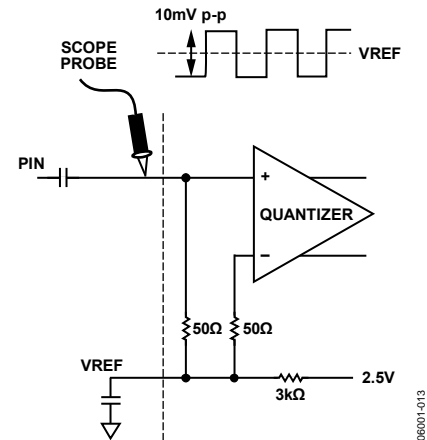 10mV p-p
VREF
SCOPE
PROBE
PIN
+
QUANTIZER
−
50Ω
50Ω
VREF
2.5V
3kΩ
06001-013